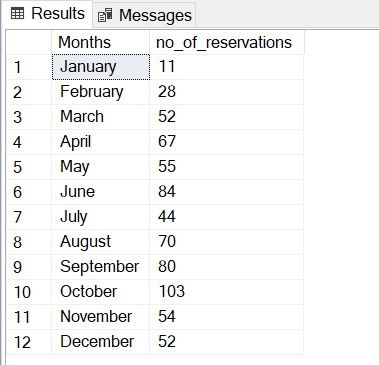 Results Messages
Months no_of_reservations
1 January 11
2 February 28
3 March 52
4 April 67
5 May 55
6 June 84
7 July 44
8 August 70
9 September 80
10 October 103
11 November 54
12 December 52